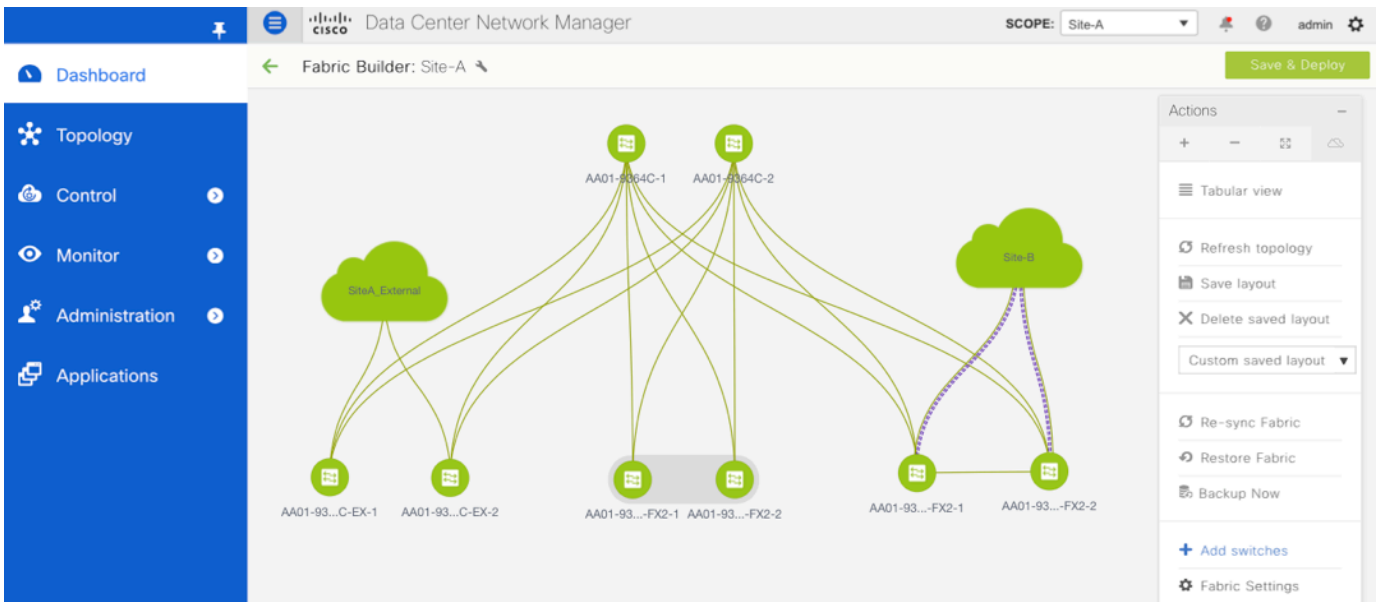 cisco Data Center Network Manager SCOPE: Site-A admin
Dashboard
Topology
Control
Monitor
Administration
Applications
Fabric Builder: Site-A Save & Deploy
AA01-9364C-1 AA01-9364C-2
SiteA_External
Site-B
AA01-93...C-EX-1 AA01-93...C-EX-2 AA01-93...-FX2-1 AA01-93...-FX2-2 AA01-93...-FX2-1 AA01-93...-FX2-2
Actions
Tabular view
Refresh topology
Save layout
Delete saved layout
Custom saved layout
Re-sync Fabric
Restore Fabric
Backup Now
Add switches
Fabric Settings